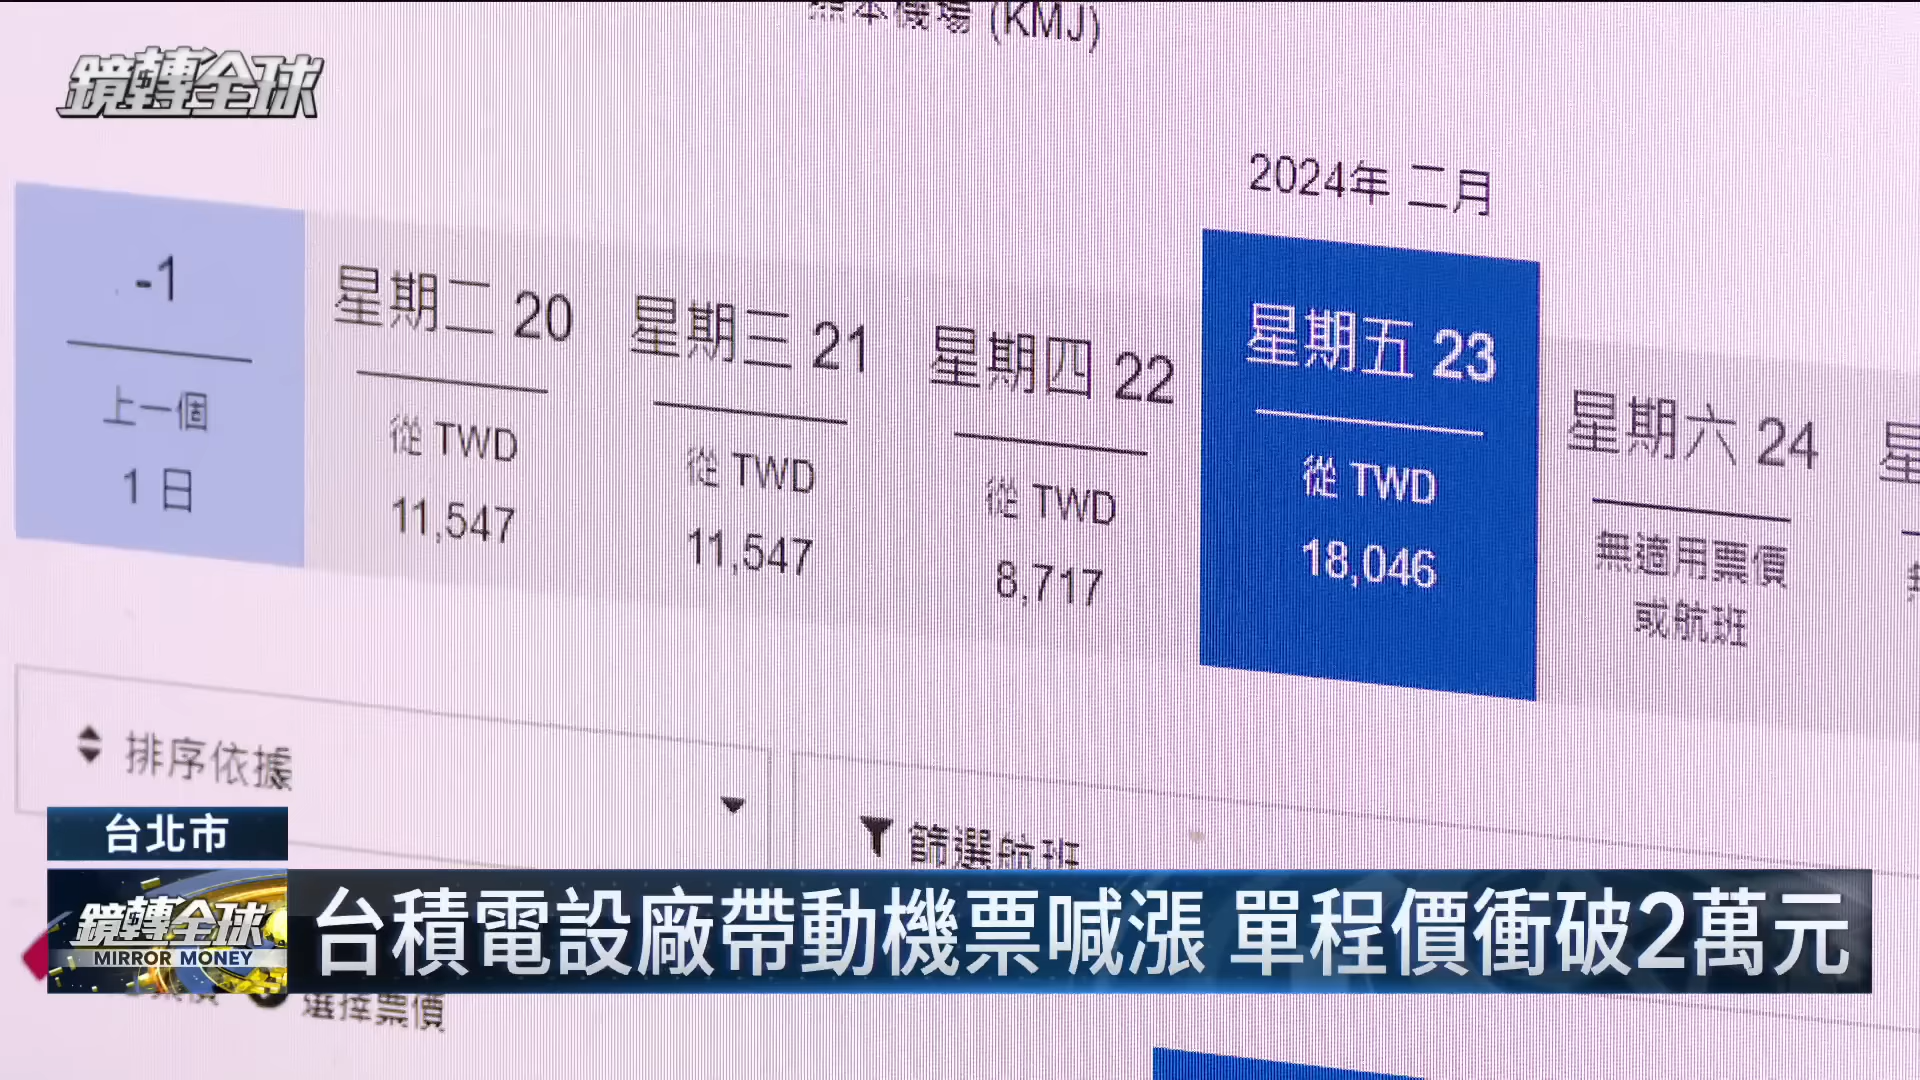 熊本機場 (KMJ)
鏡轉全球
2024年 二月
-1
上一個
1 日
星期二 20
從 TWD
11,547
星期三 21
從 TWD
11,547
星期四 22
從 TWD
8,717
星期五 23
從 TWD
18,046
星期六 24
無適用票價
或航班
星
排序依據
篩選航班
台北市
鏡轉全球
MIRROR MONEY
台積電設廠帶動機票喊漲 單程價衝破2萬元
選擇票價